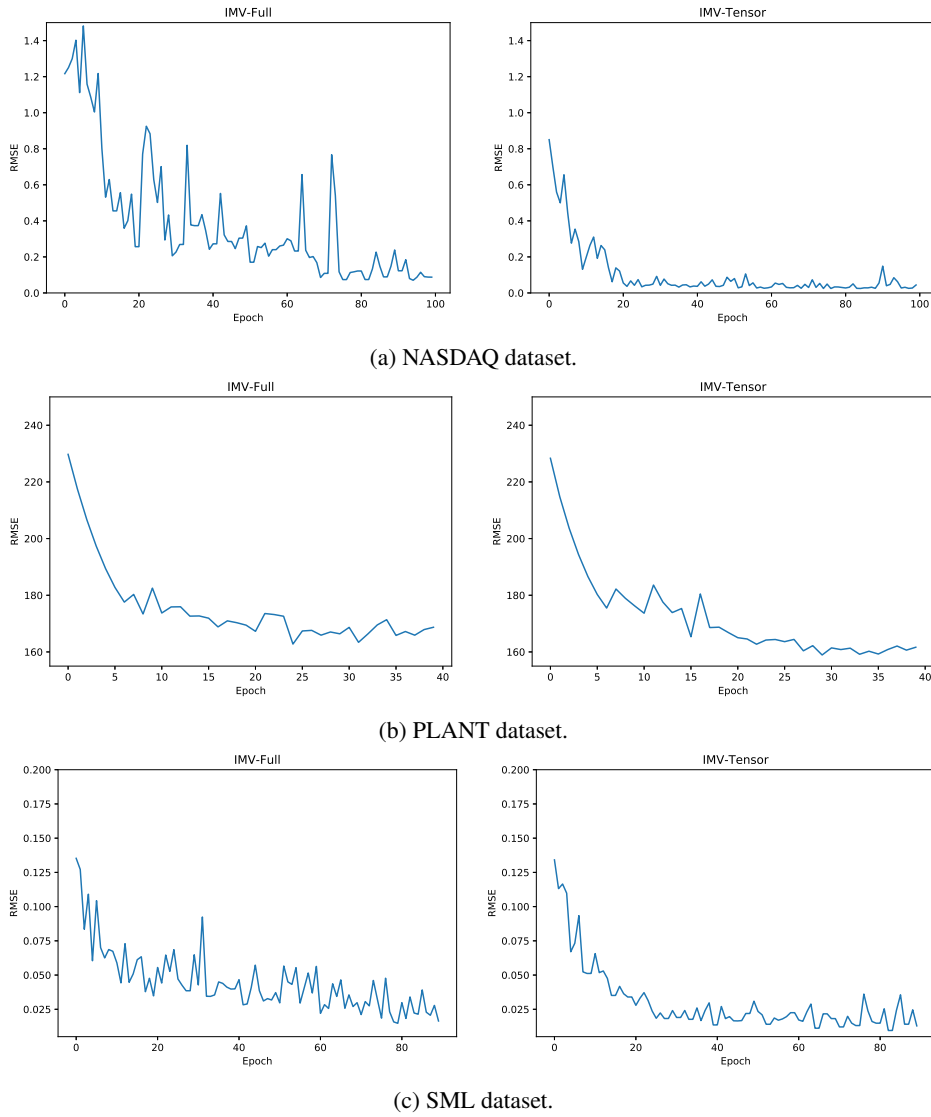 IMV-Full
IMV-Tensor
1.4
1.2
1.0
0.8
0.6
0.4
0.2
0.0
RMSE
0 20 40 60 80 100
Epoch
1.4
1.2
1.0
0.8
0.6
0.4
0.2
0.0
RMSE
0 20 40 60 80 100
Epoch
(a) NASDAQ dataset.
IMV-Full
IMV-Tensor
240
220
200
180
160
RMSE
0 5 10 15 20 25 30 35 40
Epoch
240
220
200
180
160
RMSE
0 5 10 15 20 25 30 35 40
Epoch
(b) PLANT dataset.
IMV-Full
IMV-Tensor
0.200
0.175
0.150
0.125
0.100
0.075
0.050
0.025
RMSE
0 20 40 60 80
Epoch
0.200
0.175
0.150
0.125
0.100
0.075
0.050
0.025
RMSE
0 20 40 60 80
Epoch
(c) SML dataset.